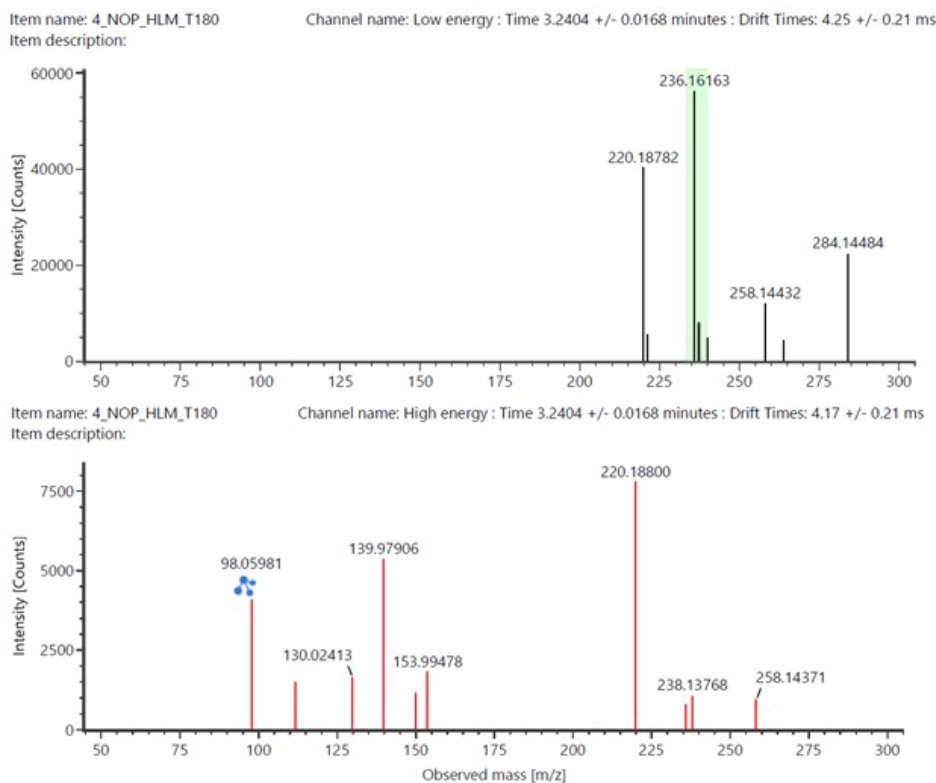 Item name: 4_NOP_HLM_T180 Channel name: Low energy : Time 3.2404 +/- 0.0168 minutes : Drift Times: 4.25 +/- 0.21 ms
Item description:
60000
236.16163
220.18782
40000
284.14484
20000
258.14432
0
Intensity [Counts]
50 75 100 125 150 175 200 225 250 275 300
Item name: 4_NOP_HLM_T180 Channel name: High energy : Time 3.2404 +/- 0.0168 minutes : Drift Times: 4.17 +/- 0.21 ms
Item description:
220.18800
7500
139.97906
98.05981
5000
130.02413
153.99478
2500
238.13768
258.14371
0
Intensity [Counts]
50 75 100 125 150 175 200 225 250 275 300
Observed mass [m/z]